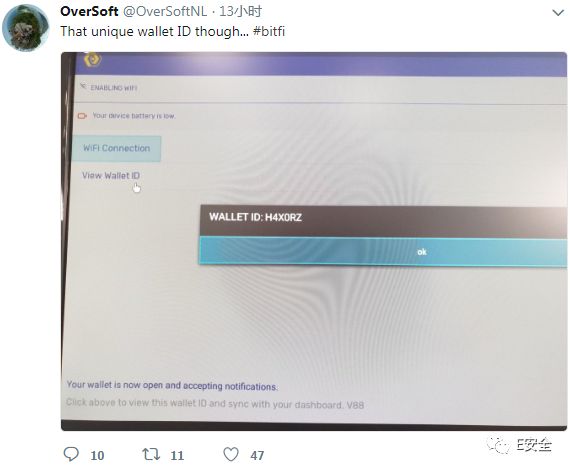 OverSoft @OverSoftNL · 13小时
That unique wallet ID though... #bitfi
ENABLING WIFI
Your device battery is low.
WiFi Connection
View Wallet ID
WALLET ID: H4X0RZ
ok
Your wallet is now open and accepting notifications.
Click above to view this wallet ID and sync with your dashboard. V88
10 11 47
E安全